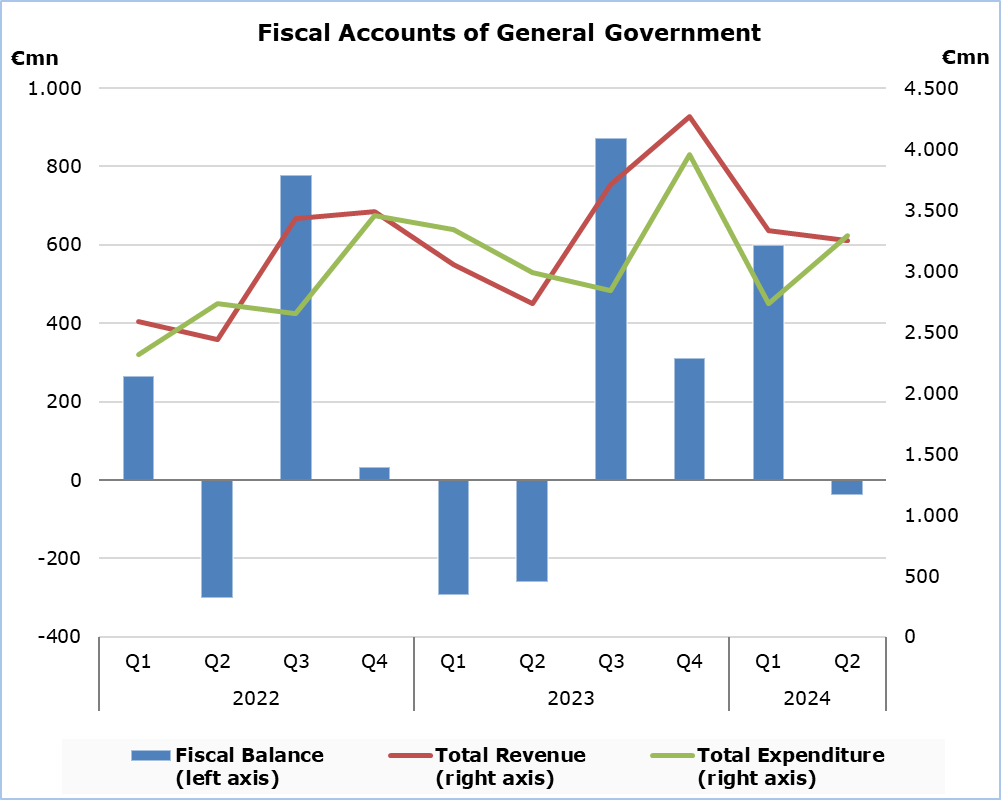 Fiscal Accounts of General Government
€mn €mn
1.000 4.500
800 4.000
600 3.500
400 3.000
200 2.500
0 2.000
-200 1.500
-400 1.000
500
0
Q1 Q2 Q3 Q4 Q1 Q2 Q3 Q4 Q1 Q2
2022 2023 2024
Fiscal Balance Total Revenue Total Expenditure
(left axis) (right axis) (right axis)